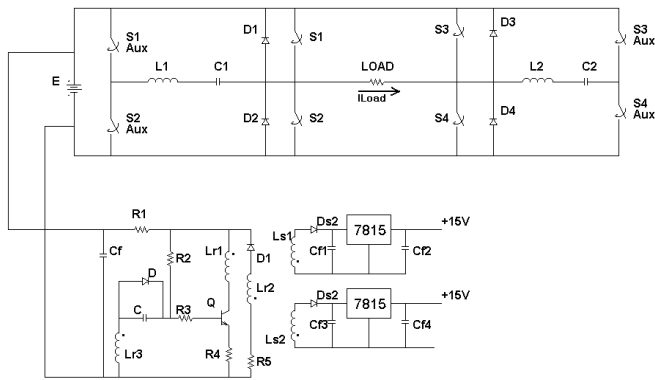 S1
Aux
D1
S1
S3
D3
S3
Aux
L1
C1
LOAD
L2
C2
E
ILoad
S2
Aux
D2
S2
S4
D4
S4
Aux
R1
Cf
R2
Lr1
D1
D
Lr2
C
R3
Q
Lr3
R4
R5
Ds2
7815
+15V
Ls1
Cf1
Cf2
Ds2
7815
+15V
Cf3
Cf4
Ls2